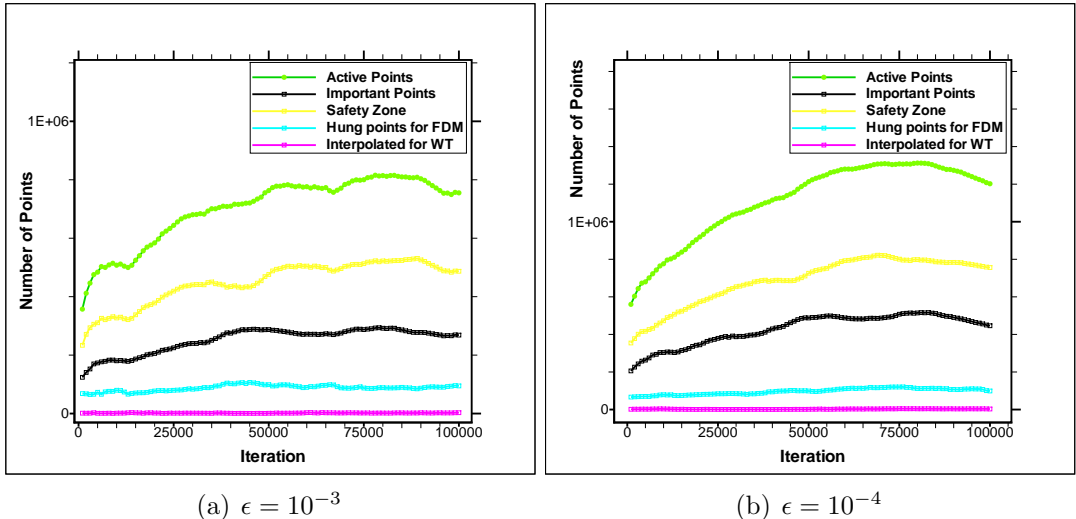 Number of Points
1E+06
0
Active Points
Important Points
Safety Zone
Hung points for FDM
Interpolated for WT
0 25000 50000 75000 100000
Iteration
(a) ϵ = 10⁻³
Number of Points
1E+06
0
Active Points
Important Points
Safety Zone
Hung points for FDM
Interpolated for WT
0 25000 50000 75000 100000
Iteration
(b) ϵ = 10⁻⁴